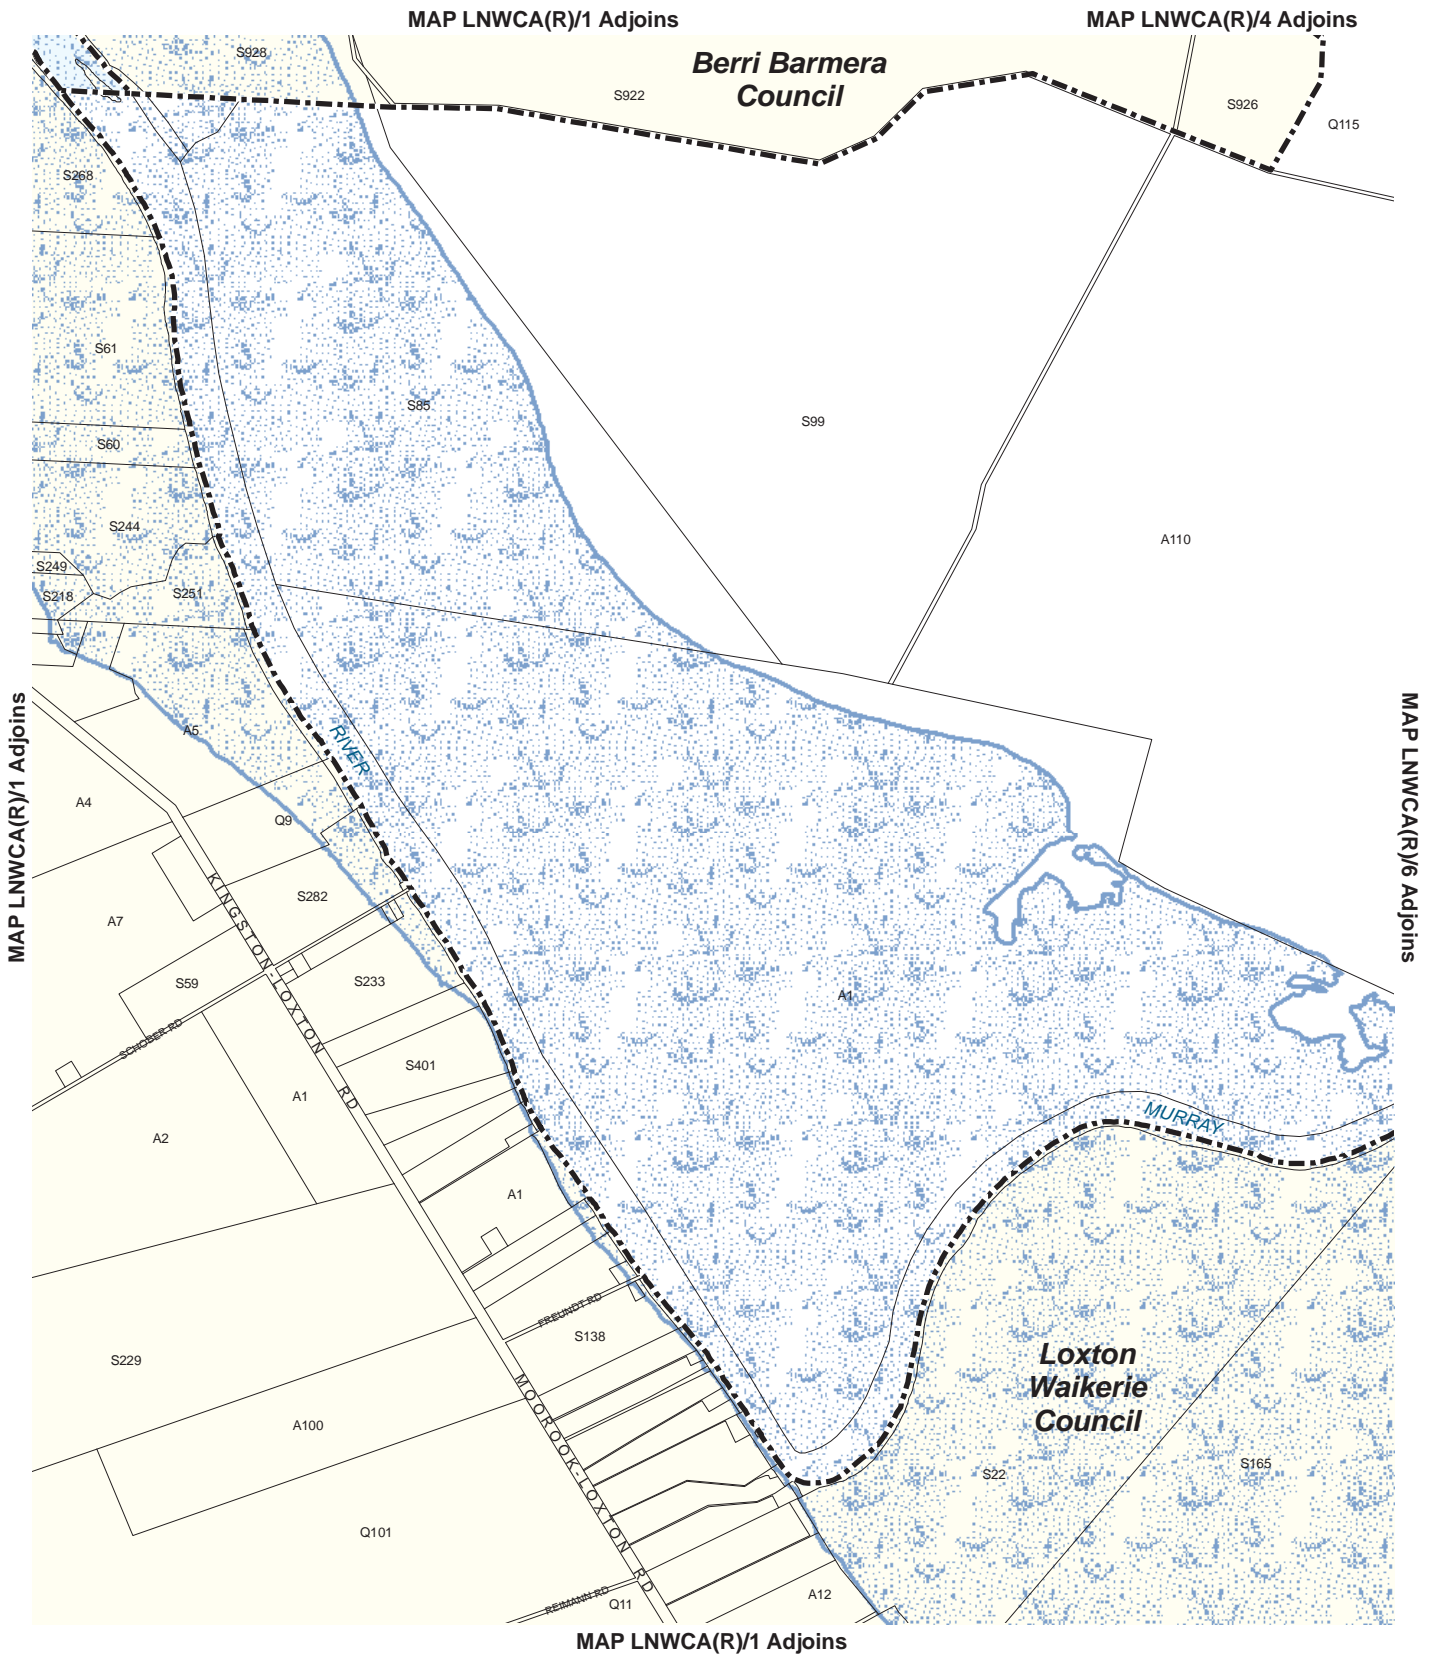 MAP LNWCA(R)/1 Adjoins
MAP LNWCA(R)/4 Adjoins
S928
Berri Barmera
Council
S922
S926
Q115
S268
S61
S85
S99
S60
S244
A110
S249
S218
S251
MAP LNWCA(R)/1 Adjoins
MAP LNWCA(R)/6 Adjoins
A5
RIVER
A4
Q9
KINGSTON-LOXTON RD
S282
A7
S59
S233
A1
SCHOBER RD
S401
A1
MURRAY
A2
A1
FREUNDT RD
S138
S229
Loxton
Waikerie
Council
MOOROOK-LOXTON RD
A100
S165
S22
Q101
REIMANN RD
Q11
A12
MAP LNWCA(R)/1 Adjoins